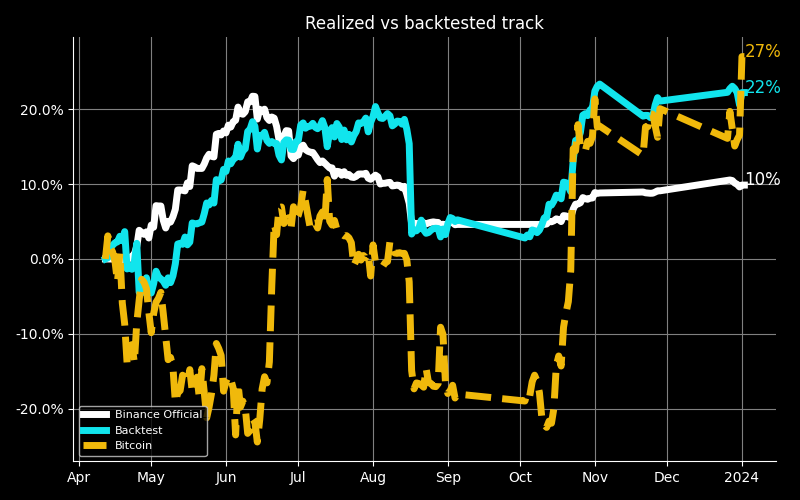 Realized vs backtested track
27%
22%
10%
20.0%
10.0%
0.0%
-10.0%
-20.0%
Binance Official
Backtest
Bitcoin
Apr May Jun Jul Aug Sep Oct Nov Dec 2024